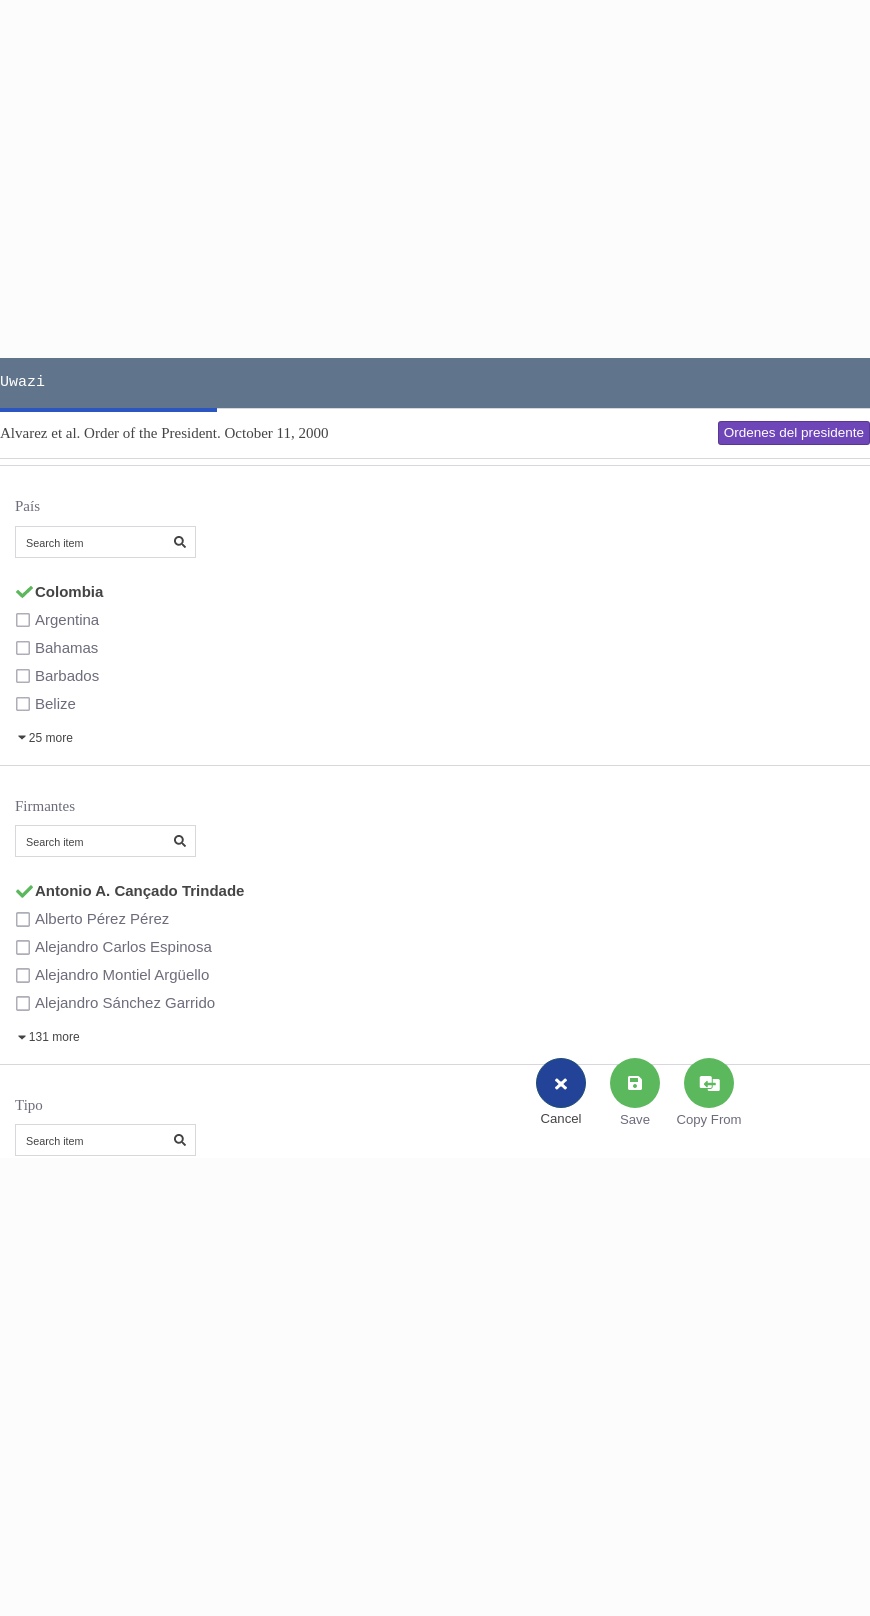 Uwazi
Alvarez et al. Order of the President. October 11, 2000
Ordenes del presidente
País
Search item
Colombia
Argentina
Bahamas
Barbados
Belize
25 more
Firmantes
Search item
Antonio A. Cançado Trindade
Alberto Pérez Pérez
Alejandro Carlos Espinosa
Alejandro Montiel Argüello
Alejandro Sánchez Garrido
131 more
Tipo
Search item
Cancel
Save
Copy From